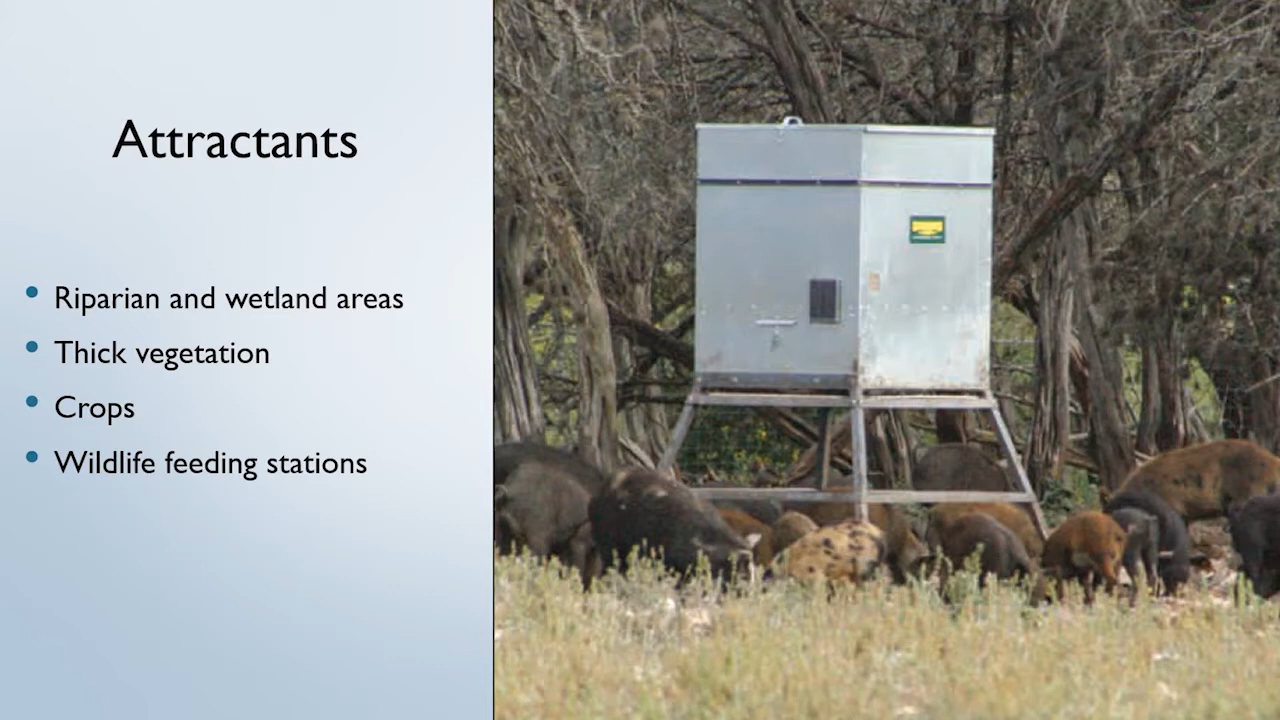 Attractants
Riparian and wetland areas
Thick vegetation
Crops
Wildlife feeding stations